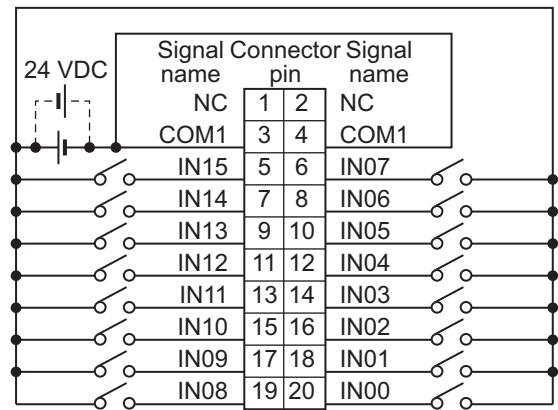 Signal Connector Signal
24 VDC name pin name
NC 1 2 NC
COM1 3 4 COM1
IN15 5 6 IN07
IN14 7 8 IN06
IN13 9 10 IN05
IN12 11 12 IN04
IN11 13 14 IN03
IN10 15 16 IN02
IN09 17 18 IN01
IN08 19 20 IN00